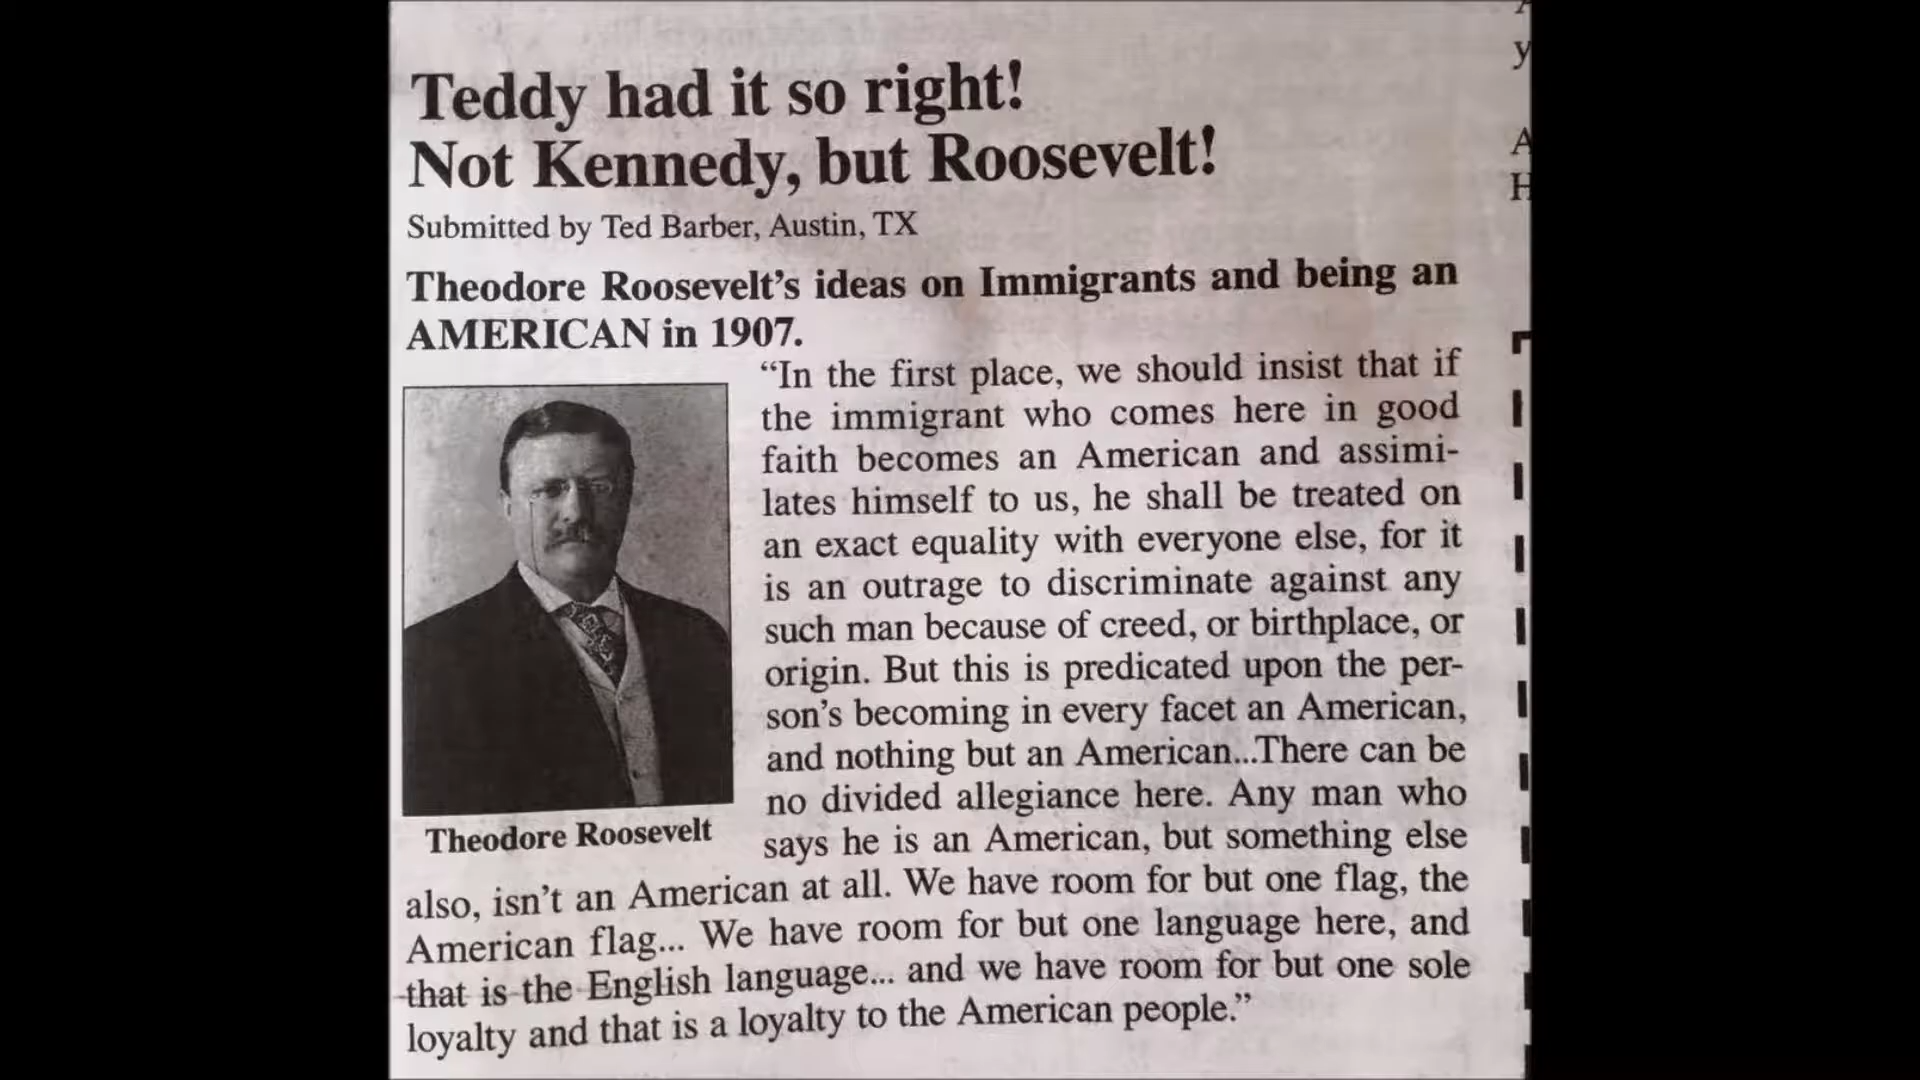 Teddy had it so right!
Not Kennedy, but Roosevelt!
Submitted by Ted Barber, Austin, TX
Theodore Roosevelt's ideas on Immigrants and being an
AMERICAN in 1907.
"In the first place, we should insist that if
the immigrant who comes here in good
faith becomes an American and assimi-
lates himself to us, he shall be treated on
an exact equality with everyone else, for it
is an outrage to discriminate against any
such man because of creed, or birthplace, or
origin. But this is predicated upon the per-
son's becoming in every facet an American,
and nothing but an American...There can be
no divided allegiance here. Any man who
says he is an American, but something else
Theodore Roosevelt
also, isn't an American at all. We have room for but one flag, the
American flag... We have room for but one language here, and
that is the English language... and we have room for but one sole
loyalty and that is a loyalty to the American people."
y
A
H